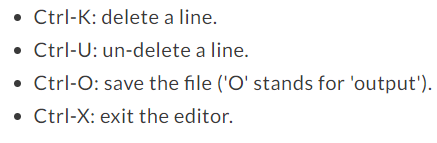 • Ctrl-K: delete a line.
• Ctrl-U: un-delete a line.
• Ctrl-O: save the file ('O' stands for 'output').
• Ctrl-X: exit the editor.